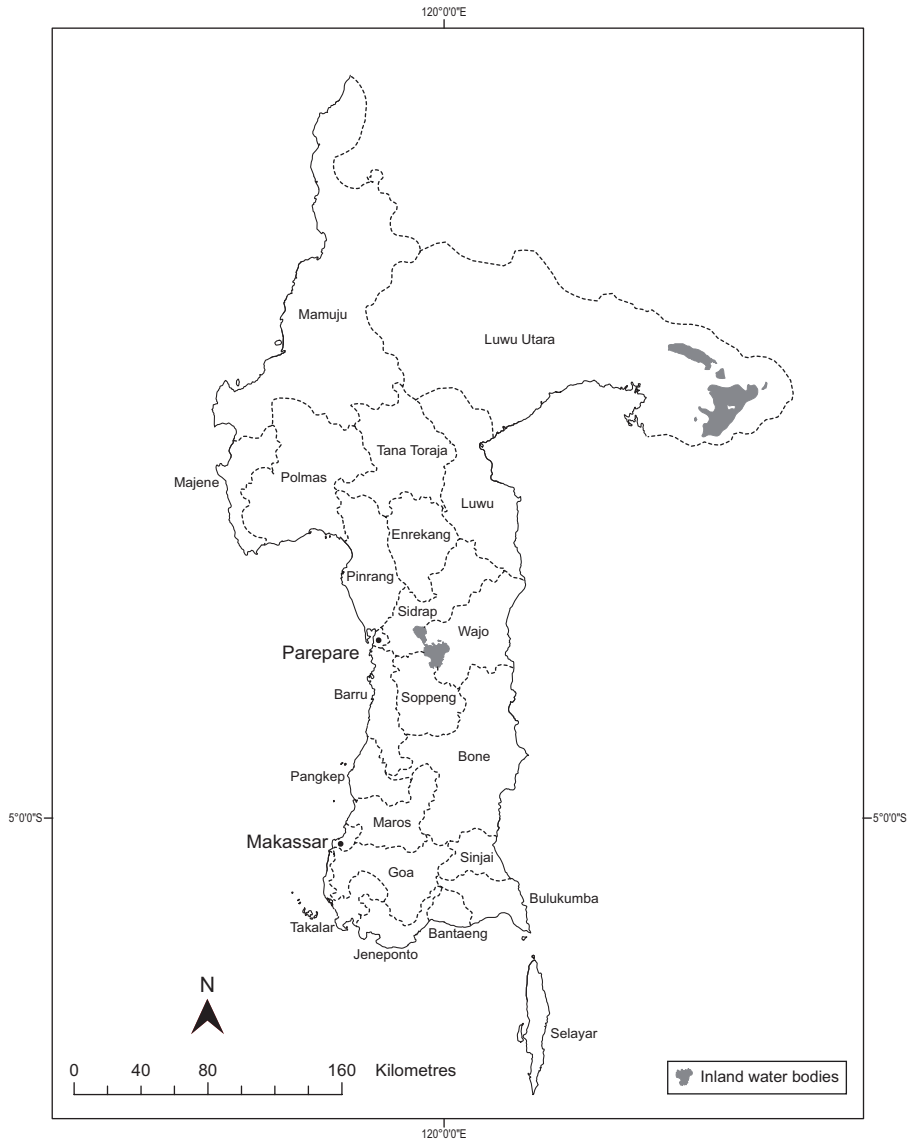 120°0'0"E
Mamuju
Luwu Utara
Tana Toraja
Majene
Polmas
Luwu
Enrekang
Pinrang
Sidrap
Wajo
Parepare
Barru
Soppeng
Bone
Pangkep
5°0'0"S
5°0'0"S
Maros
Makassar
Sinjai
Goa
Bulukumba
Takalar
Bantaeng
Jeneponto
N
Selayar
0 40 80 160 Kilometres
Inland water bodies
120°0'0"E